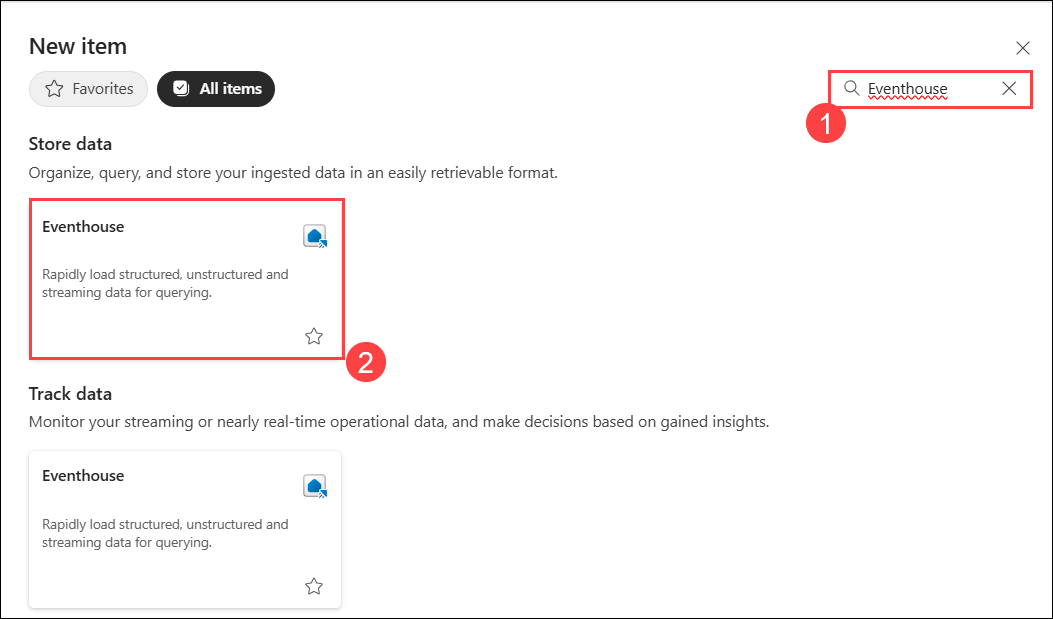 New item
Favorites
All items
Eventhouse
1
Store data
Organize, query, and store your ingested data in an easily retrievable format.
Eventhouse
Rapidly load structured, unstructured and
streaming data for querying.
2
Track data
Monitor your streaming or nearly real-time operational data, and make decisions based on gained insights.
Eventhouse
Rapidly load structured, unstructured and
streaming data for querying.